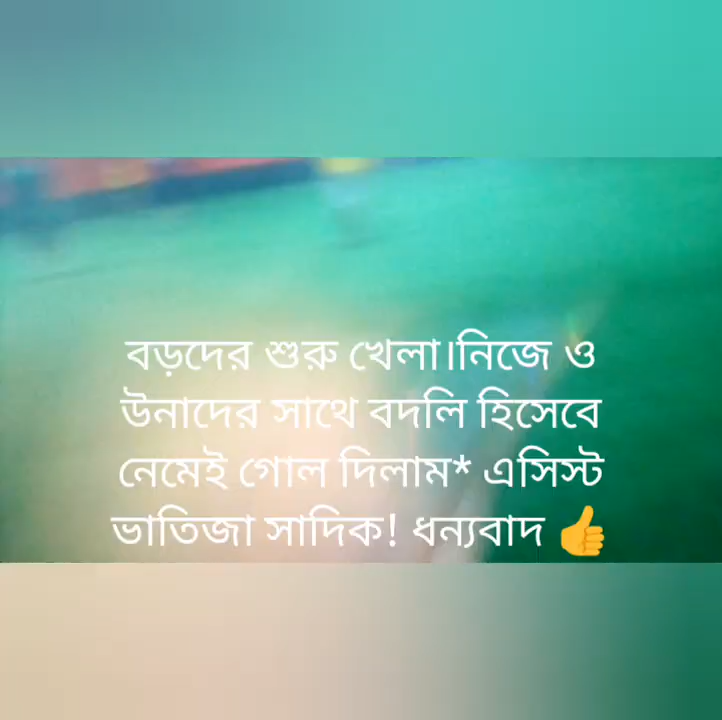 বড়দের শুরু খেলা।নিজে ও
উনাদের সাথে বদলি হিসেবে
নেমেই গোল দিলাম* এসিস্ট
ভাতিজা সাদিক! ধন্যবাদ 👍